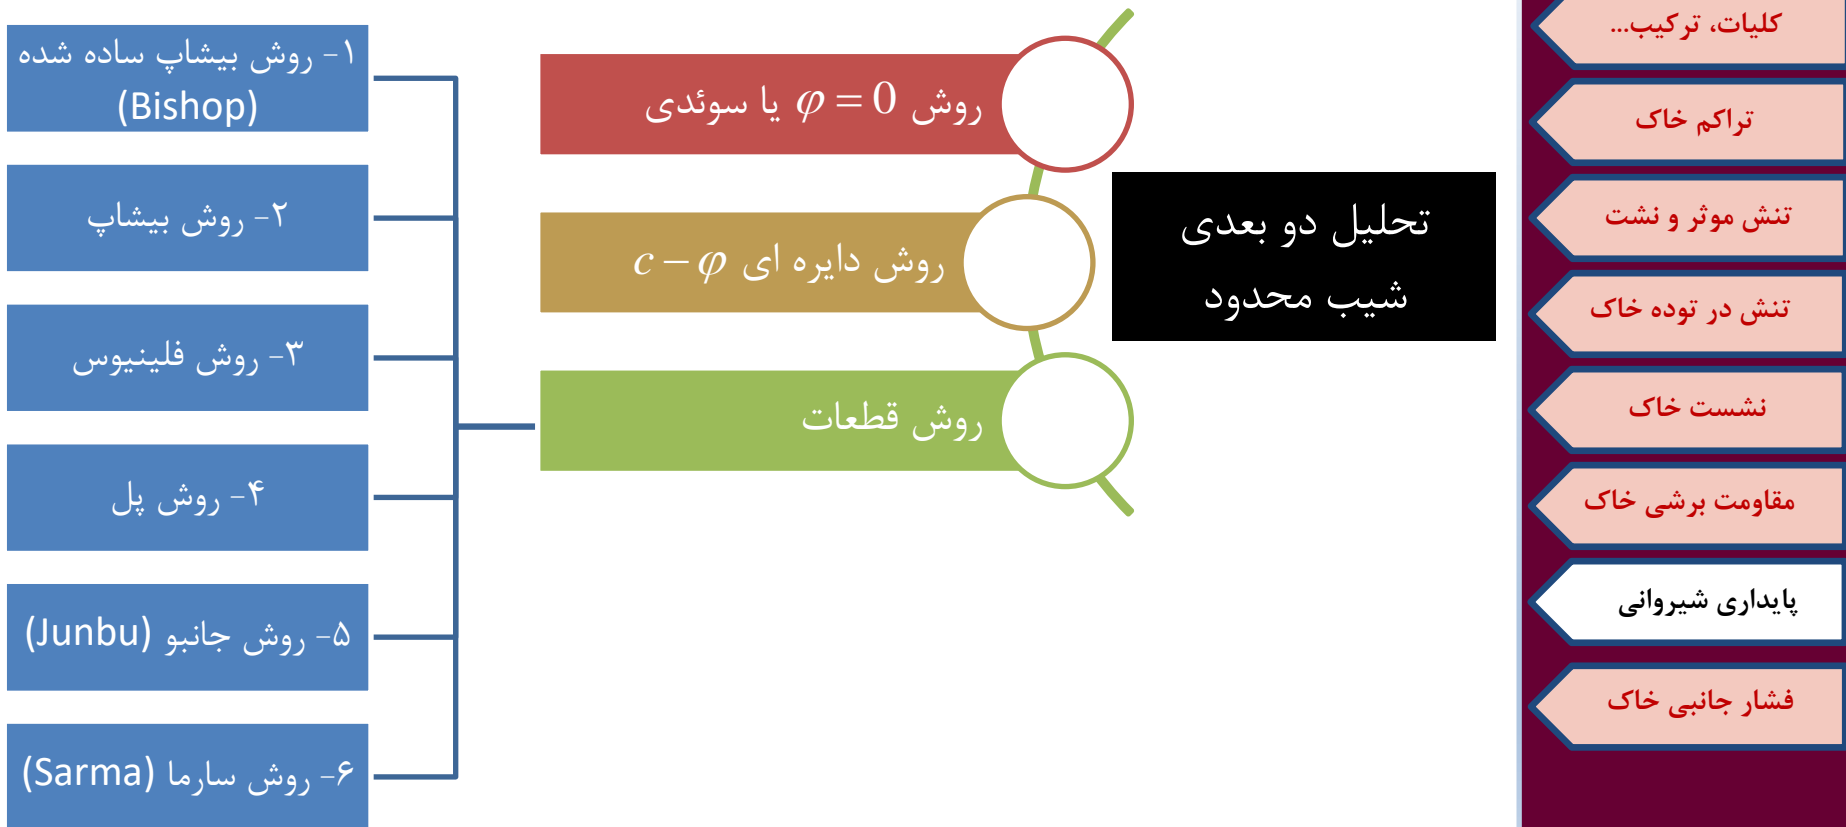 کلیات، ترکیب...
تراکم خاک
تنش موثر و نشت
تنش در توده خاک
نشست خاک
مقاومت برشی خاک
پایداری شیروانی
فشار جانبی خاک
تحلیل دو بعدی
شیب محدود
روش φ = 0 یا سوئدی
روش دایره ای c − φ
روش قطعات
۱- روش بیشاپ ساده شده
(Bishop)
۲- روش بیشاپ
۳- روش فلینیوس
۴- روش پل
۵- روش جانبو (Junbu)
۶- روش سارما (Sarma)